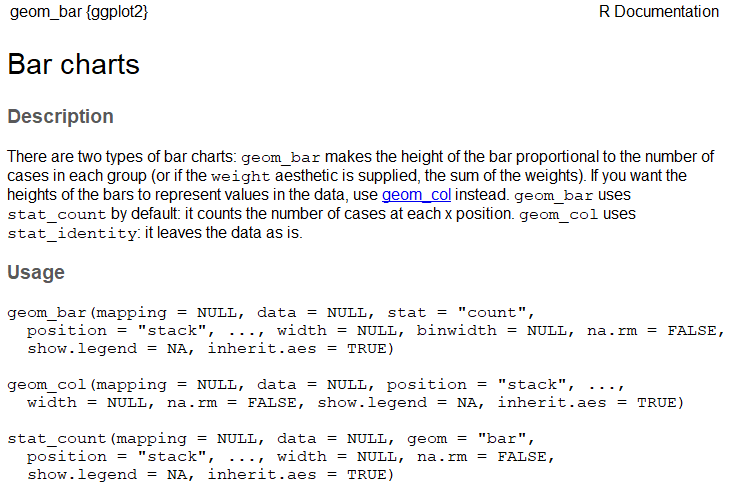 geom_bar {ggplot2} R Documentation
Bar charts
Description
There are two types of bar charts: geom_bar makes the height of the bar proportional to the number of
cases in each group (or if the weight aesthetic is supplied, the sum of the weights). If you want the
heights of the bars to represent values in the data, use geom_col instead. geom_bar uses
stat_count by default: it counts the number of cases at each x position. geom_col uses
stat_identity: it leaves the data as is.
Usage
geom_bar(mapping = NULL, data = NULL, stat = "count",
  position = "stack", ..., width = NULL, binwidth = NULL, na.rm = FALSE,
  show.legend = NA, inherit.aes = TRUE)
geom_col(mapping = NULL, data = NULL, position = "stack", ...,
  width = NULL, na.rm = FALSE, show.legend = NA, inherit.aes = TRUE)
stat_count(mapping = NULL, data = NULL, geom = "bar",
  position = "stack", ..., width = NULL, na.rm = FALSE,
  show.legend = NA, inherit.aes = TRUE)